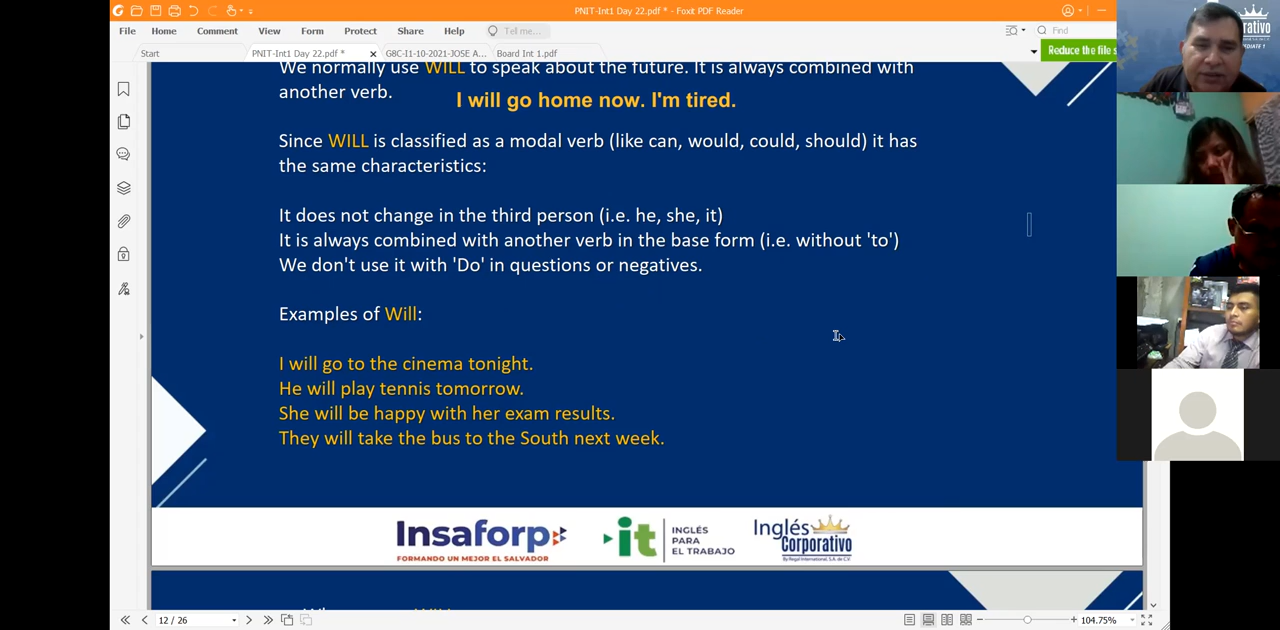 PNIT-Int1 Day 22.pdf * - Foxit PDF Reader
File Home Comment View Form Protect Share Help Tell me... Find
Start PNIT-Int1 Day 22.pdf * G8C-I1-10-2021-JOSE A... Board Int 1.pdf
Reduce the file s
We normally use WILL to speak about the future. It is always combined with
another verb.
I will go home now. I'm tired.
Since WILL is classified as a modal verb (like can, would, could, should) it has
the same characteristics:
It does not change in the third person (i.e. he, she, it)
It is always combined with another verb in the base form (i.e. without 'to')
We don't use it with 'Do' in questions or negatives.
Examples of Will:
I will go to the cinema tonight.
He will play tennis tomorrow.
She will be happy with her exam results.
They will take the bus to the South next week.
Insaforp
FORMANDO UN MEJOR EL SALVADOR
it
INGLÉS
PARA
EL TRABAJO
Inglés
Corporativo
By Regal International, S.A. de C.V.
12 / 26
104.75%